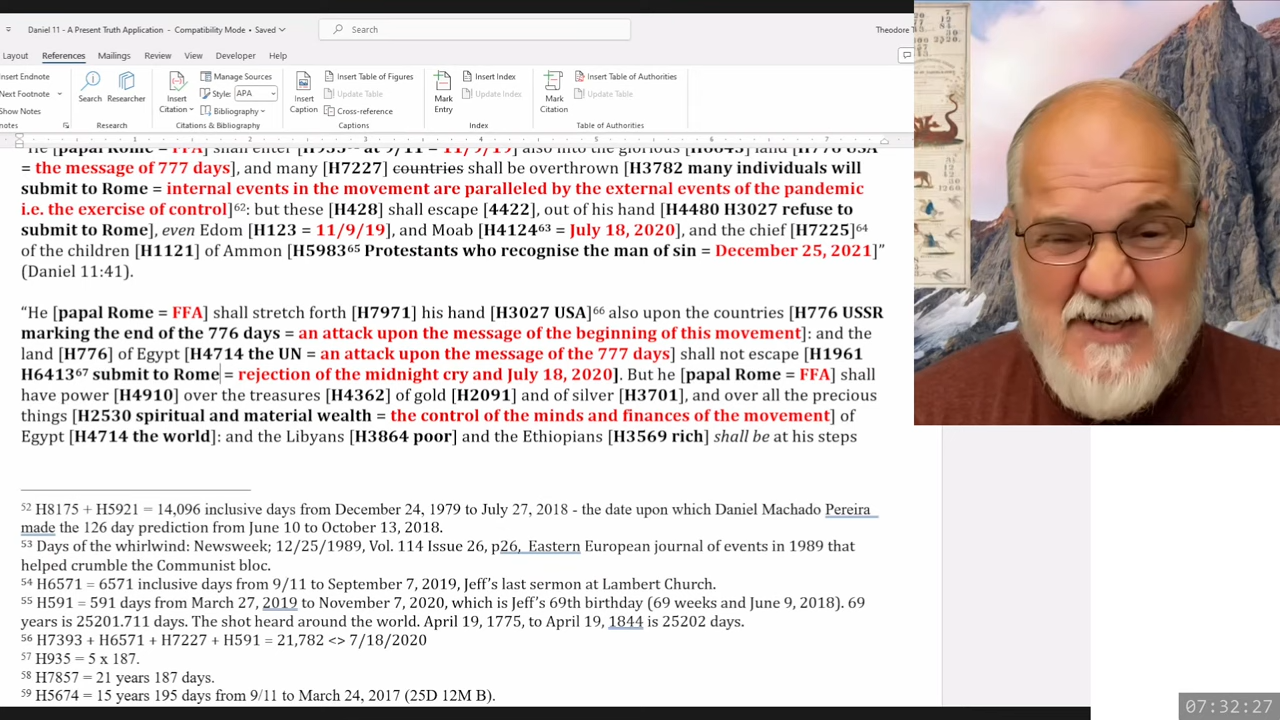 Daniel 11 - A Present Truth Application - Compatibility Mode • Saved
Search
Theodore T
Layout References Mailings Review View Developer Help
Insert Endnote
Next Footnote
Show Notes
Search
Researcher
Research
Insert
Citation
Manage Sources
Style: APA
Bibliography
Citations & Bibliography
Insert
Caption
Insert Table of Figures
Update Table
Cross-reference
Captions
Mark
Entry
Insert Index
Update Index
Index
Mark
Citation
Insert Table of Authorities
Update Table
Table of Authorities
"He [papal Rome = FFA] shall enter [H935 at 9/11 = 11/9/19] also into the glorious [H6643] land [H776 USA
= the message of 777 days], and many [H7227] countries shall be overthrown [H3782 many individuals will
submit to Rome = internal events in the movement are paralleled by the external events of the pandemic
i.e. the exercise of control]62: but these [H428] shall escape [4422], out of his hand [H4480 H3027 refuse to
submit to Rome], even Edom [H123 = 11/9/19], and Moab [H412463 = July 18, 2020], and the chief [H7225]64
of the children [H1121] of Ammon [H598365 Protestants who recognise the man of sin = December 25, 2021]"
(Daniel 11:41).
"He [papal Rome = FFA] shall stretch forth [H7971] his hand [H3027 USA]66 also upon the countries [H776 USSR
marking the end of the 776 days = an attack upon the message of the beginning of this movement]: and the
land [H776] of Egypt [H4714 the UN = an attack upon the message of the 777 days] shall not escape [H1961
H641367 submit to Rome = rejection of the midnight cry and July 18, 2020]. But he [papal Rome = FFA] shall
have power [H4910] over the treasures [H4362] of gold [H2091] and of silver [H3701], and over all the precious
things [H2530 spiritual and material wealth = the control of the minds and finances of the movement] of
Egypt [H4714 the world]: and the Libyans [H3864 poor] and the Ethiopians [H3569 rich] shall be at his steps
52 H8175 + H5921 = 14,096 inclusive days from December 24, 1979 to July 27, 2018 - the date upon which Daniel Machado Pereira
made the 126 day prediction from June 10 to October 13, 2018.
53 Days of the whirlwind: Newsweek; 12/25/1989, Vol. 114 Issue 26, p26, Eastern European journal of events in 1989 that
helped crumble the Communist bloc.
54 H6571 = 6571 inclusive days from 9/11 to September 7, 2019, Jeff's last sermon at Lambert Church.
55 H591 = 591 days from March 27, 2019 to November 7, 2020, which is Jeff's 69th birthday (69 weeks and June 9, 2018). 69
years is 25201.711 days. The shot heard around the world. April 19, 1775, to April 19, 1844 is 25202 days.
56 H7393 + H6571 + H7227 + H591 = 21,782 <> 7/18/2020
57 H935 = 5 x 187.
58 H7857 = 21 years 187 days.
59 H5674 = 15 years 195 days from 9/11 to March 24, 2017 (25D 12M B).
07:32:27